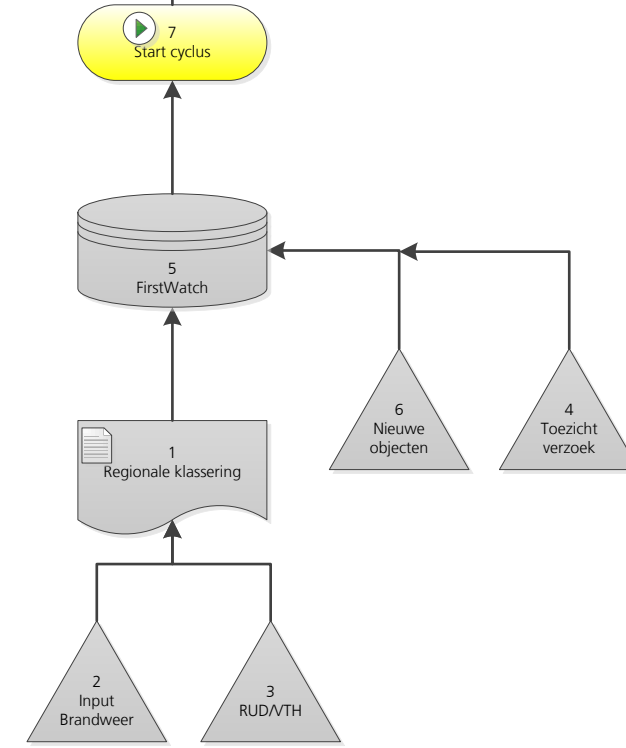 7
Start cyclus
5
FirstWatch
6
Nieuwe
objecten
4
Toezicht
verzoek
1
Regionale klassering
2
Input
Brandweer
3
RUD/VTH